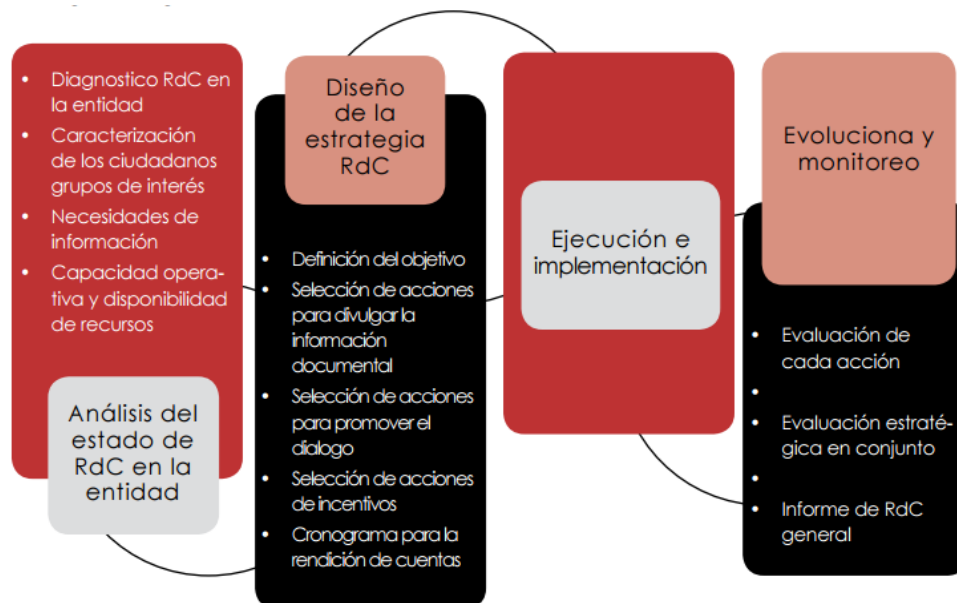 • Diagnostico RdC en
la entidad
• Caracterización
de los ciudadanos
grupos de interés
• Necesidades de
información
• Capacidad opera-
tiva y disponibilidad
de recursos
Análisis del
estado de
RdC en la
entidad
Diseño
de la
estrategia
RdC
• Definición del objetivo
• Selección de acciones
para divulgar la
información
documental
• Selección de acciones
para promover el
dialogo
• Selección de acciones
de incentivos
• Cronograma para la
rendición de cuentas
Ejecución e
implementación
Evoluciona y
monitoreo
• Evaluación de
cada acción
•
• Evaluación estraté-
gica en conjunto
•
• Informe de RdC
general